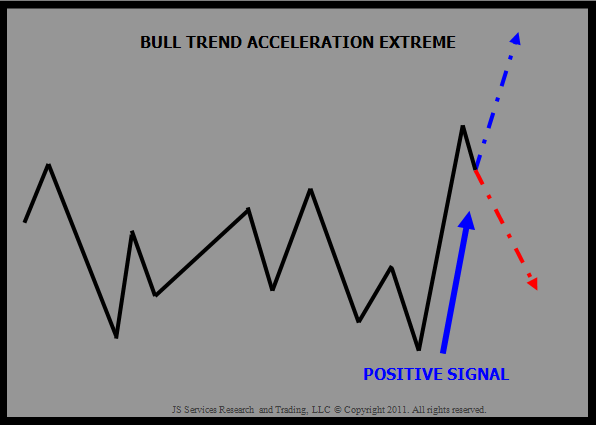 BULL TREND ACCELERATION EXTREME
POSITIVE SIGNAL
JS Services Research and Trading, LLC © Copyright 2011. All rights reserved.